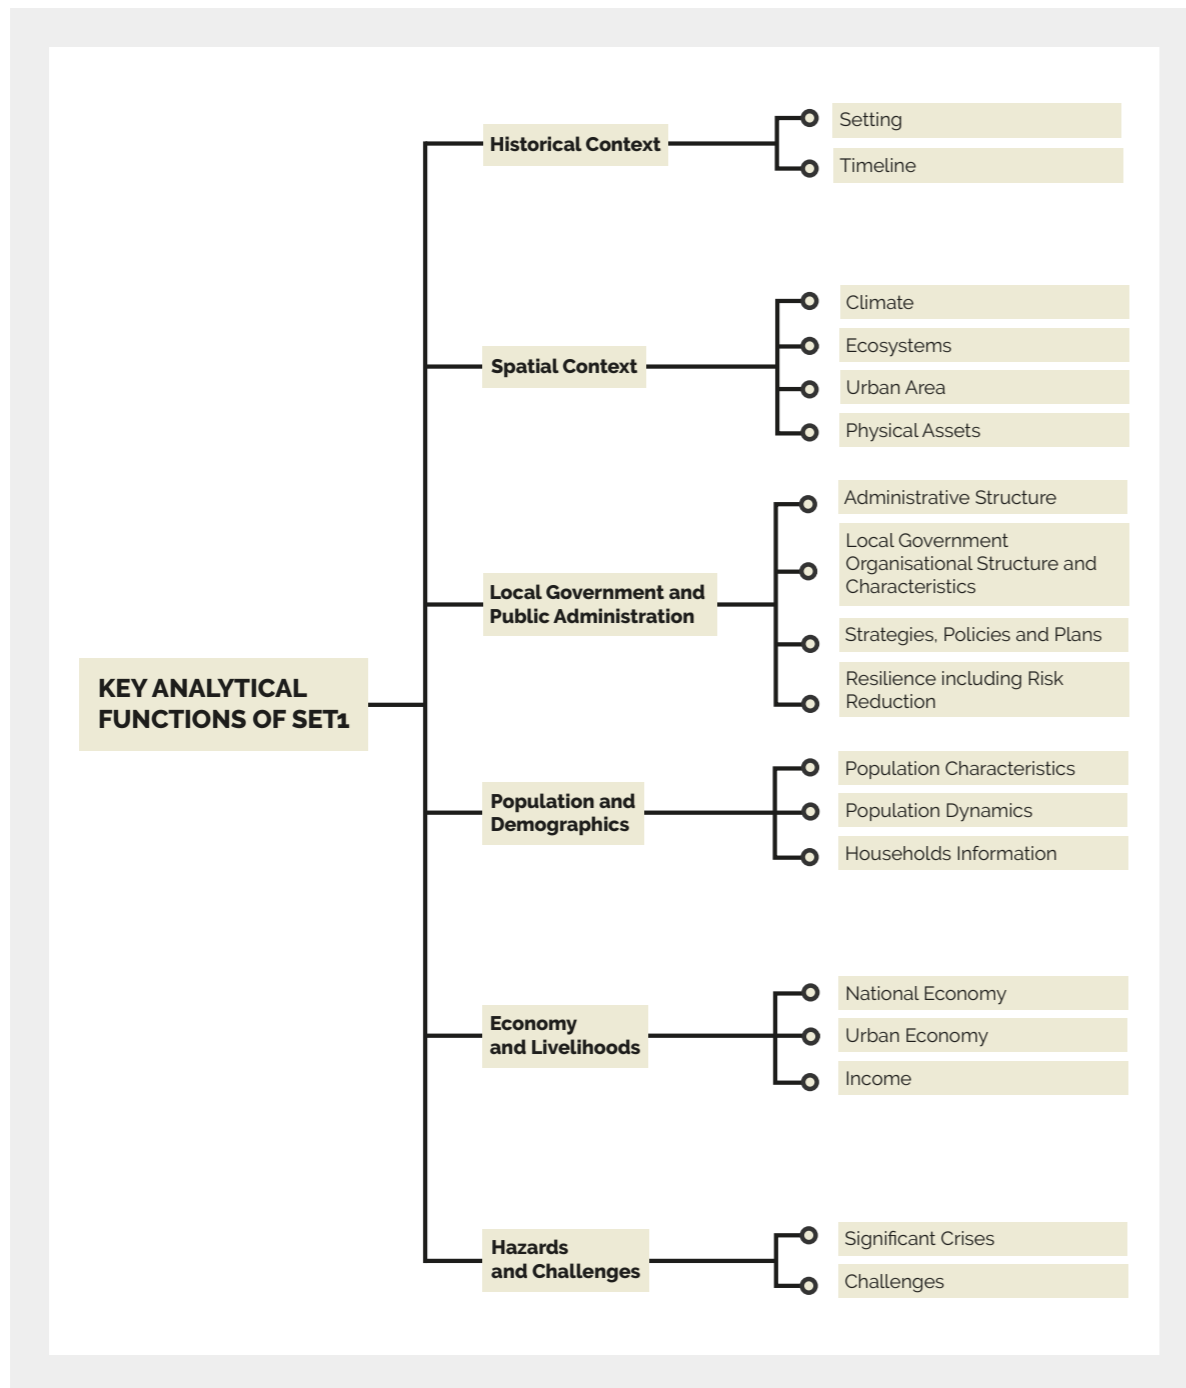 KEY ANALYTICAL
FUNCTIONS OF SET1
Historical Context
Setting
Timeline
Spatial Context
Climate
Ecosystems
Urban Area
Physical Assets
Local Government and
Public Administration
Administrative Structure
Local Government
Organisational Structure and
Characteristics
Strategies, Policies and Plans
Resilience including Risk
Reduction
Population and
Demographics
Population Characteristics
Population Dynamics
Households Information
Economy
and Livelihoods
National Economy
Urban Economy
Income
Hazards
and Challenges
Significant Crises
Challenges